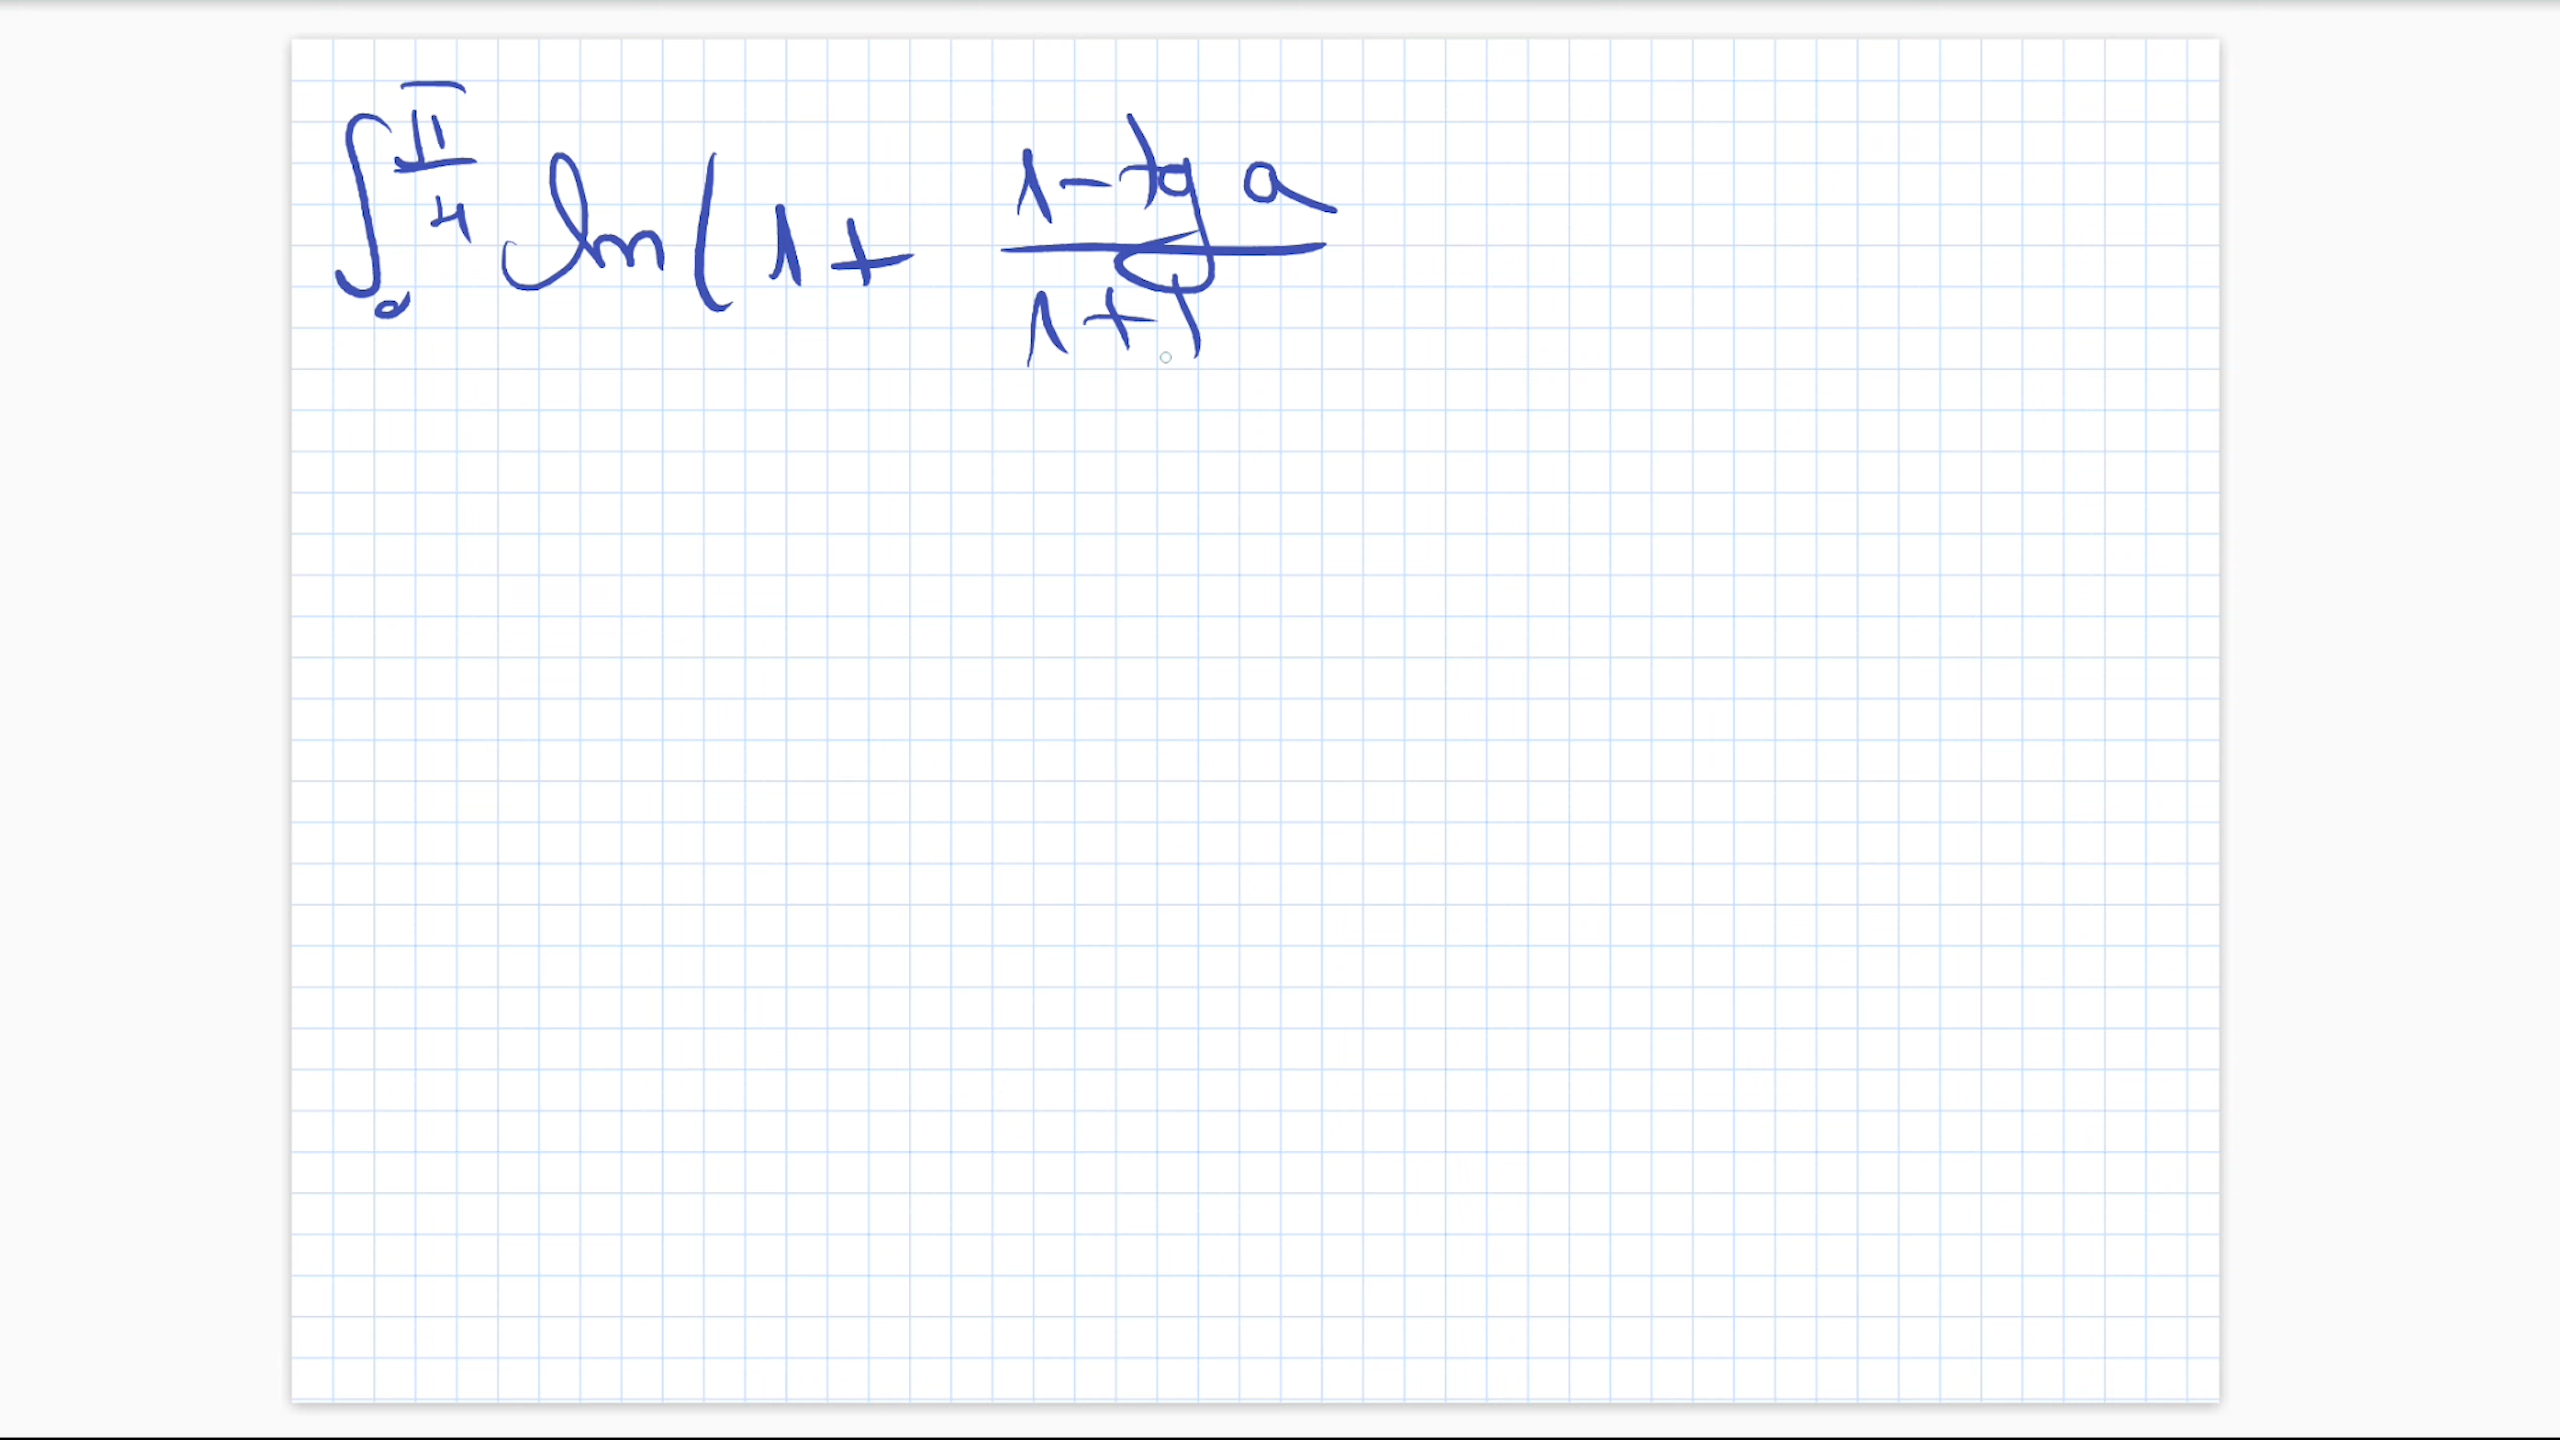 ∫₀^(π/4) ln(1 + (1 - tg a)/(1 + t